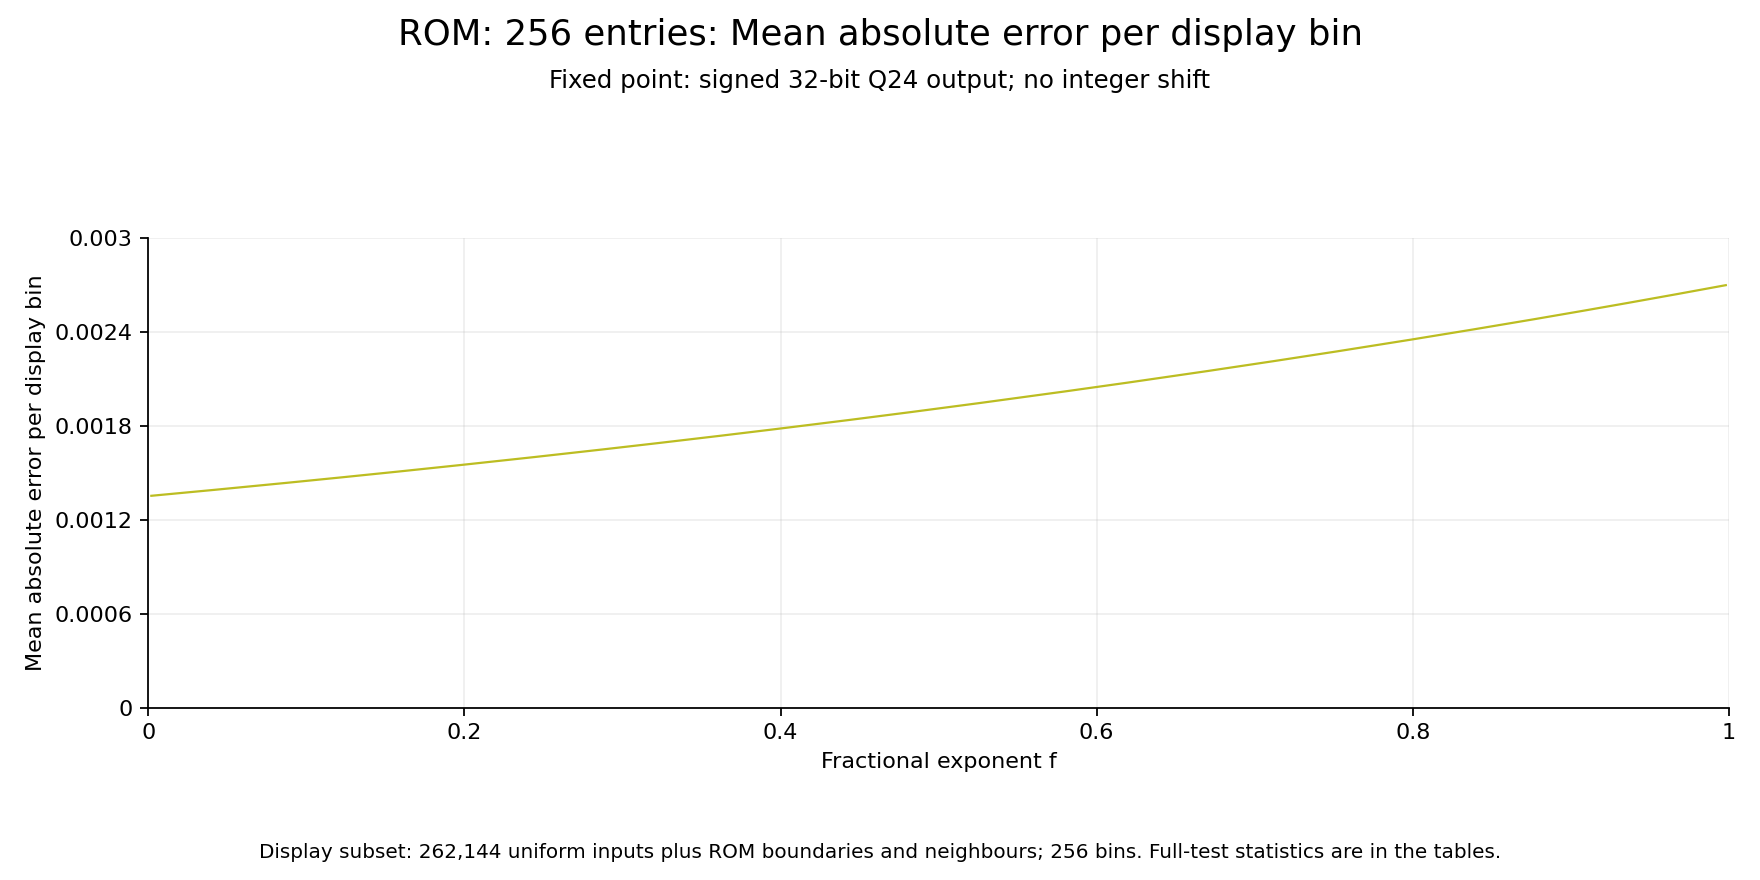 ROM: 256 entries: Mean absolute error per display bin
Fixed point: signed 32-bit Q24 output; no integer shift
Mean absolute error per display bin
0.003
0.0024
0.0018
0.0012
0.0006
0
0 0.2 0.4 0.6 0.8 1
Fractional exponent f
Display subset: 262,144 uniform inputs plus ROM boundaries and neighbours; 256 bins. Full-test statistics are in the tables.